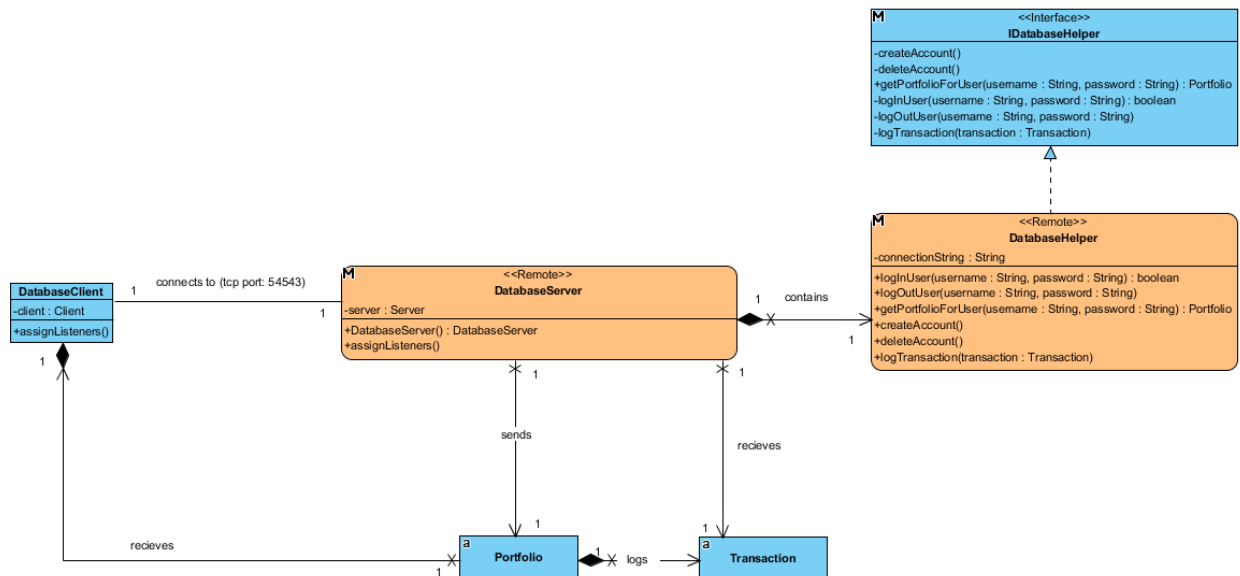 M
<<Interface>>
IDatabaseHelper
-createAccount()
-deleteAccount()
+getPortfolioForUser(username : String, password : String) : Portfolio
-logInUser(username : String, password : String) : boolean
-logOutUser(username : String, password : String)
-logTransaction(transaction : Transaction)
M
<<Remote>>
DatabaseHelper
-connectionString : String
+logInUser(username : String, password : String) : boolean
+logOutUser(username : String, password : String)
+getPortfolioForUser(username : String, password : String) : Portfolio
+createAccount()
+deleteAccount()
+logTransaction(transaction : Transaction)
DatabaseClient
-client : Client
+assignListeners()
1
connects to (tcp port: 54543)
1
M
<<Remote>>
DatabaseServer
-server : Server
+DatabaseServer() : DatabaseServer
+assignListeners()
1
contains
1
1
1
1
sends
recieves
1
1
recieves
1
a
Portfolio
1
logs
a
Transaction